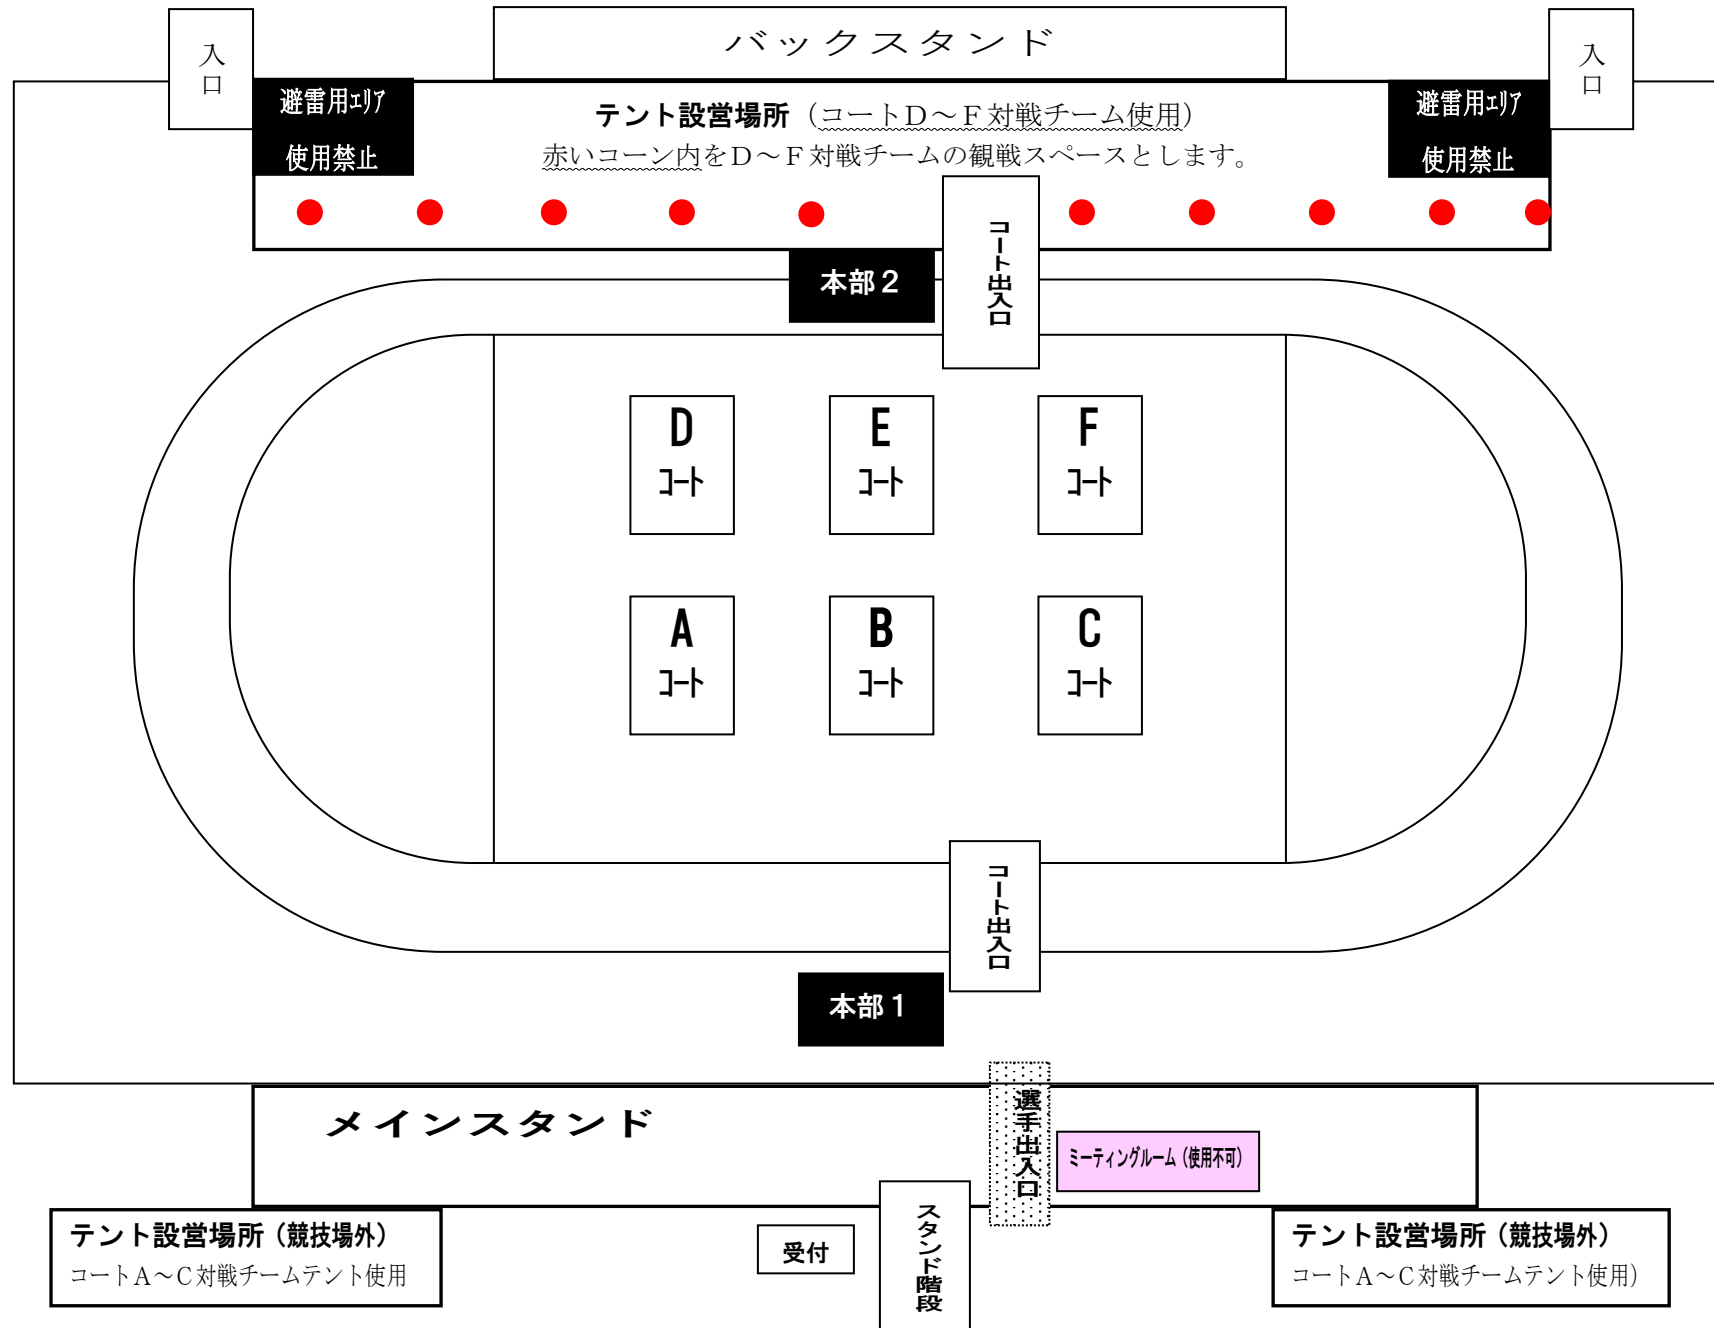 バックスタンド
入口
入口
避雷用エリア
使用禁止
テント設営場所（コートＤ～Ｆ対戦チーム使用）
赤いコーン内をＤ～Ｆ対戦チームの観戦スペースとします。
避雷用エリア
使用禁止
コート出入口
本部２
D
コート
E
コート
F
コート
A
コート
B
コート
C
コート
コート出入口
本部１
メインスタンド
選手出入口
ミーティングルーム（使用不可）
テント設営場所（競技場外）
コートＡ～Ｃ対戦チームテント使用
受付
スタンド階段
テント設営場所（競技場外）
コートＡ～Ｃ対戦チームテント使用）